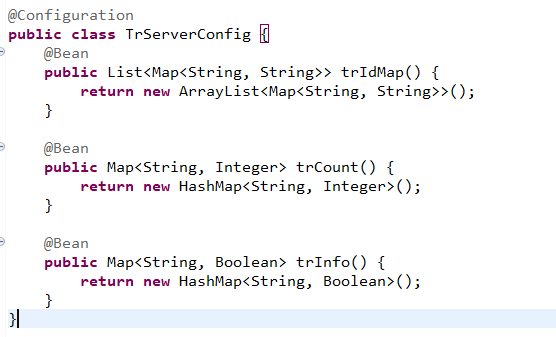 @Configuration
public class TrServerConfig {
    @Bean
    public List<Map<String, String>> trIdMap() {
        return new ArrayList<Map<String, String>>();
    }
    @Bean
    public Map<String, Integer> trCount() {
        return new HashMap<String, Integer>();
    }
    @Bean
    public Map<String, Boolean> trInfo() {
        return new HashMap<String, Boolean>();
    }
}